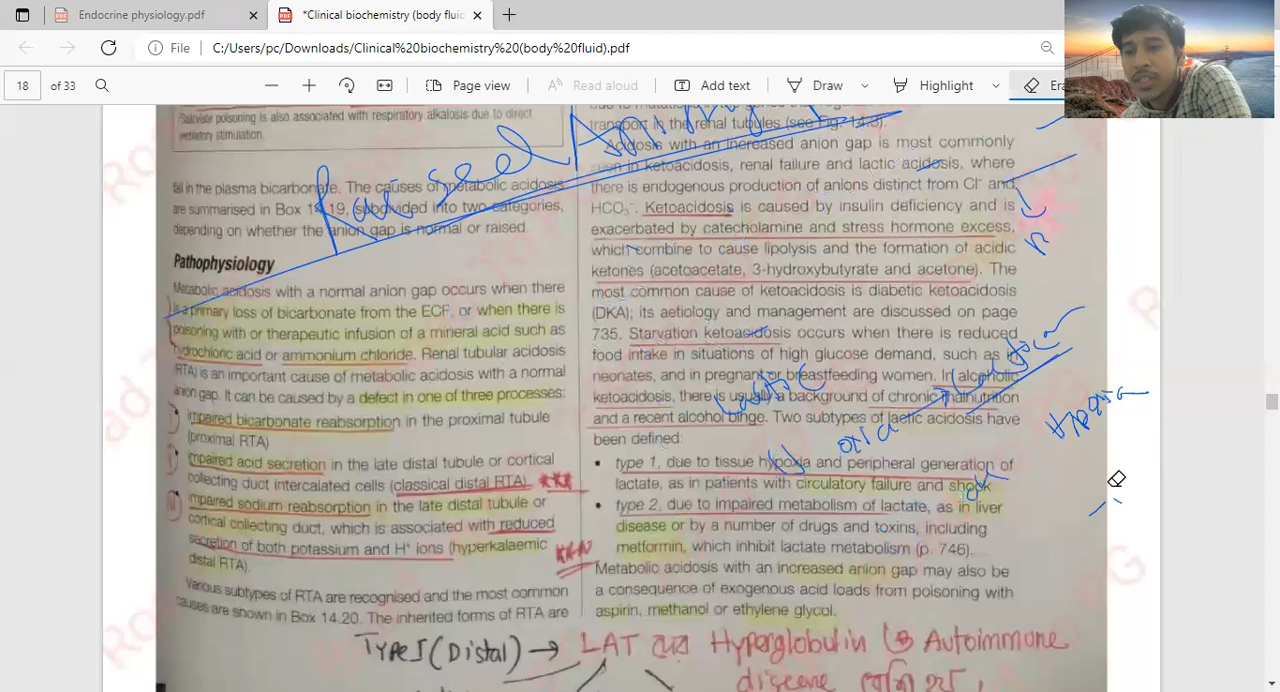 Endocrine physiology.pdf
*Clinical biochemistry (body fluid
File
C:/Users/pc/Downloads/Clinical%20biochemistry%20(body%20fluid).pdf
18 of 33
Page view
Read aloud
Add text
Draw
Highlight
Era
Salicylate poisoning is also associated with respiratory alkalosis due to direct
stimulation.
fall in the plasma bicarbonate. The causes of metabolic acidosis
are summarised in Box 14.19, (subdivided into two categories,
depending on whether the anion gap is normal or raised.
Pathophysiology
Metabolic acidosis with a normal anion gap occurs when there
is a primary loss of bicarbonate from the ECF, or when there is
poisoning with or therapeutic infusion of a mineral acid such as
hydrochloric acid or ammonium chloride. Renal tubular acidosis
(RTA) is an important cause of metabolic acidosis with a normal
anion gap. It can be caused by a defect in one of three processes:
impaired bicarbonate reabsorption in the proximal tubule
(proximal RTA)
impaired acid secretion in the late distal tubule or cortical
collecting duct intercalated cells (classical distal RTA)
impaired sodium reabsorption in the late distal tubule or
cortical collecting duct, which is associated with reduced
secretion of both potassium and H+ ions (hyperkalaemic
distal RTA).
Various subtypes of RTA are recognised and the most common
causes are shown in Box 14.20. The inherited forms of RTA are
transport in the renal tubules (see Fig. 14.3).
Acidosis with an increased anion gap is most commonly
seen in ketoacidosis, renal failure and lactic acidosis, where
there is endogenous production of anions distinct from Cl- and
HCO3-. Ketoacidosis is caused by insulin deficiency and is
exacerbated by catecholamine and stress hormone excess,
which combine to cause lipolysis and the formation of acidic
ketones (acetoacetate, 3-hydroxybutyrate and acetone). The
most common cause of ketoacidosis is diabetic ketoacidosis
(DKA); its aetiology and management are discussed on page
735. Starvation ketoacidosis occurs when there is reduced
food intake in situations of high glucose demand, such as in
neonates, and in pregnant or breastfeeding women. In alcoholic
ketoacidosis, there is usually a background of chronic malnutrition
and a recent alcohol binge. Two subtypes of lactic acidosis have
been defined:
• type 1, due to tissue hypoxia and peripheral generation of
lactate, as in patients with circulatory failure and shock
• type 2, due to impaired metabolism of lactate, as in liver
disease or by a number of drugs and toxins, including
metformin, which inhibit lactate metabolism (p. 746).
Metabolic acidosis with an increased anion gap may also be
a consequence of exogenous acid loads from poisoning with
aspirin, methanol or ethylene glycol.
Raised
Hypoxia
Type I (Distal) → LAT
Hyperglobulin
Autoimmune
disease